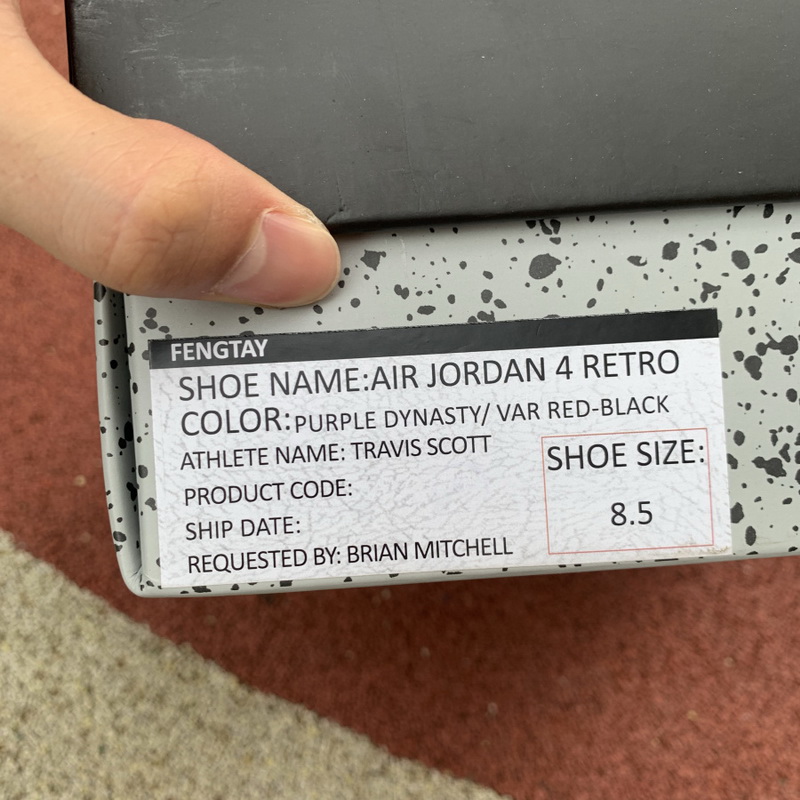 FENGTAY
SHOE NAME:AIR JORDAN 4 RETRO
COLOR:PURPLE DYNASTY/ VAR RED-BLACK
ATHLETE NAME: TRAVIS SCOTT
PRODUCT CODE:
SHIP DATE:
REQUESTED BY: BRIAN MITCHELL
SHOE SIZE:
8.5